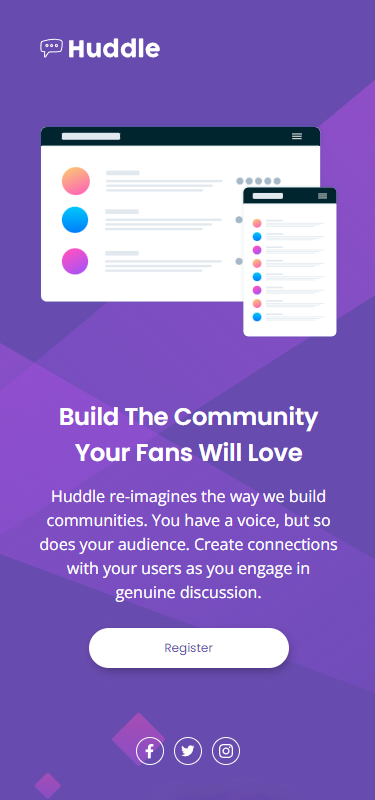 Huddle
Build The Community
Your Fans Will Love
Huddle re-imagines the way we build
communities. You have a voice, but so
does your audience. Create connections
with your users as you engage in
genuine discussion.
Register